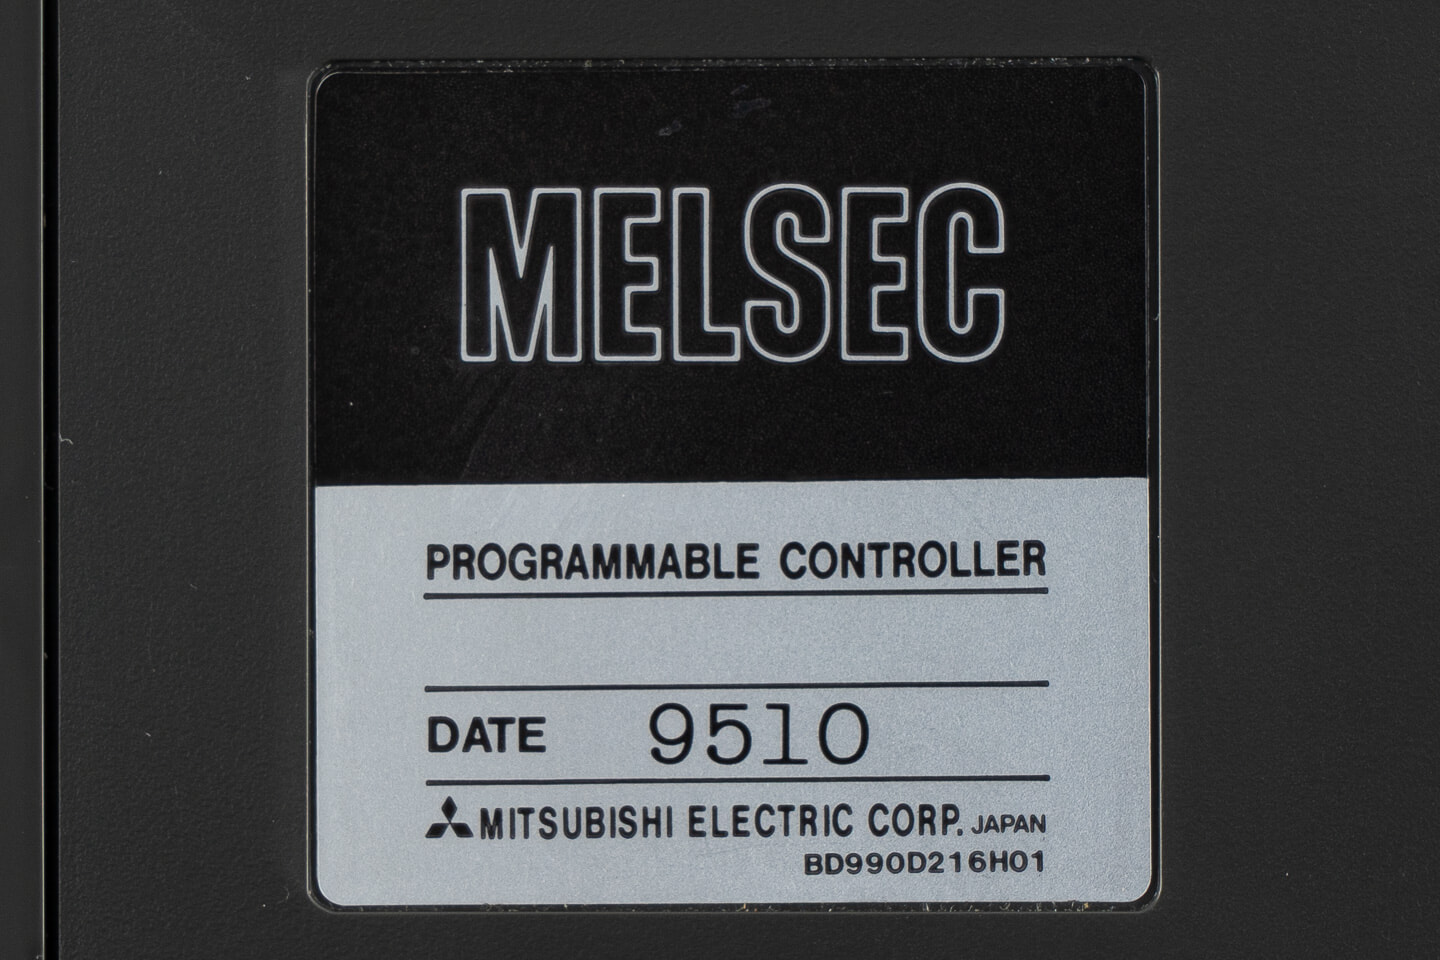 MELSEC
PROGRAMMABLE CONTROLLER
DATE 9510
MITSUBISHI ELECTRIC CORP. JAPAN
BD990D216H01